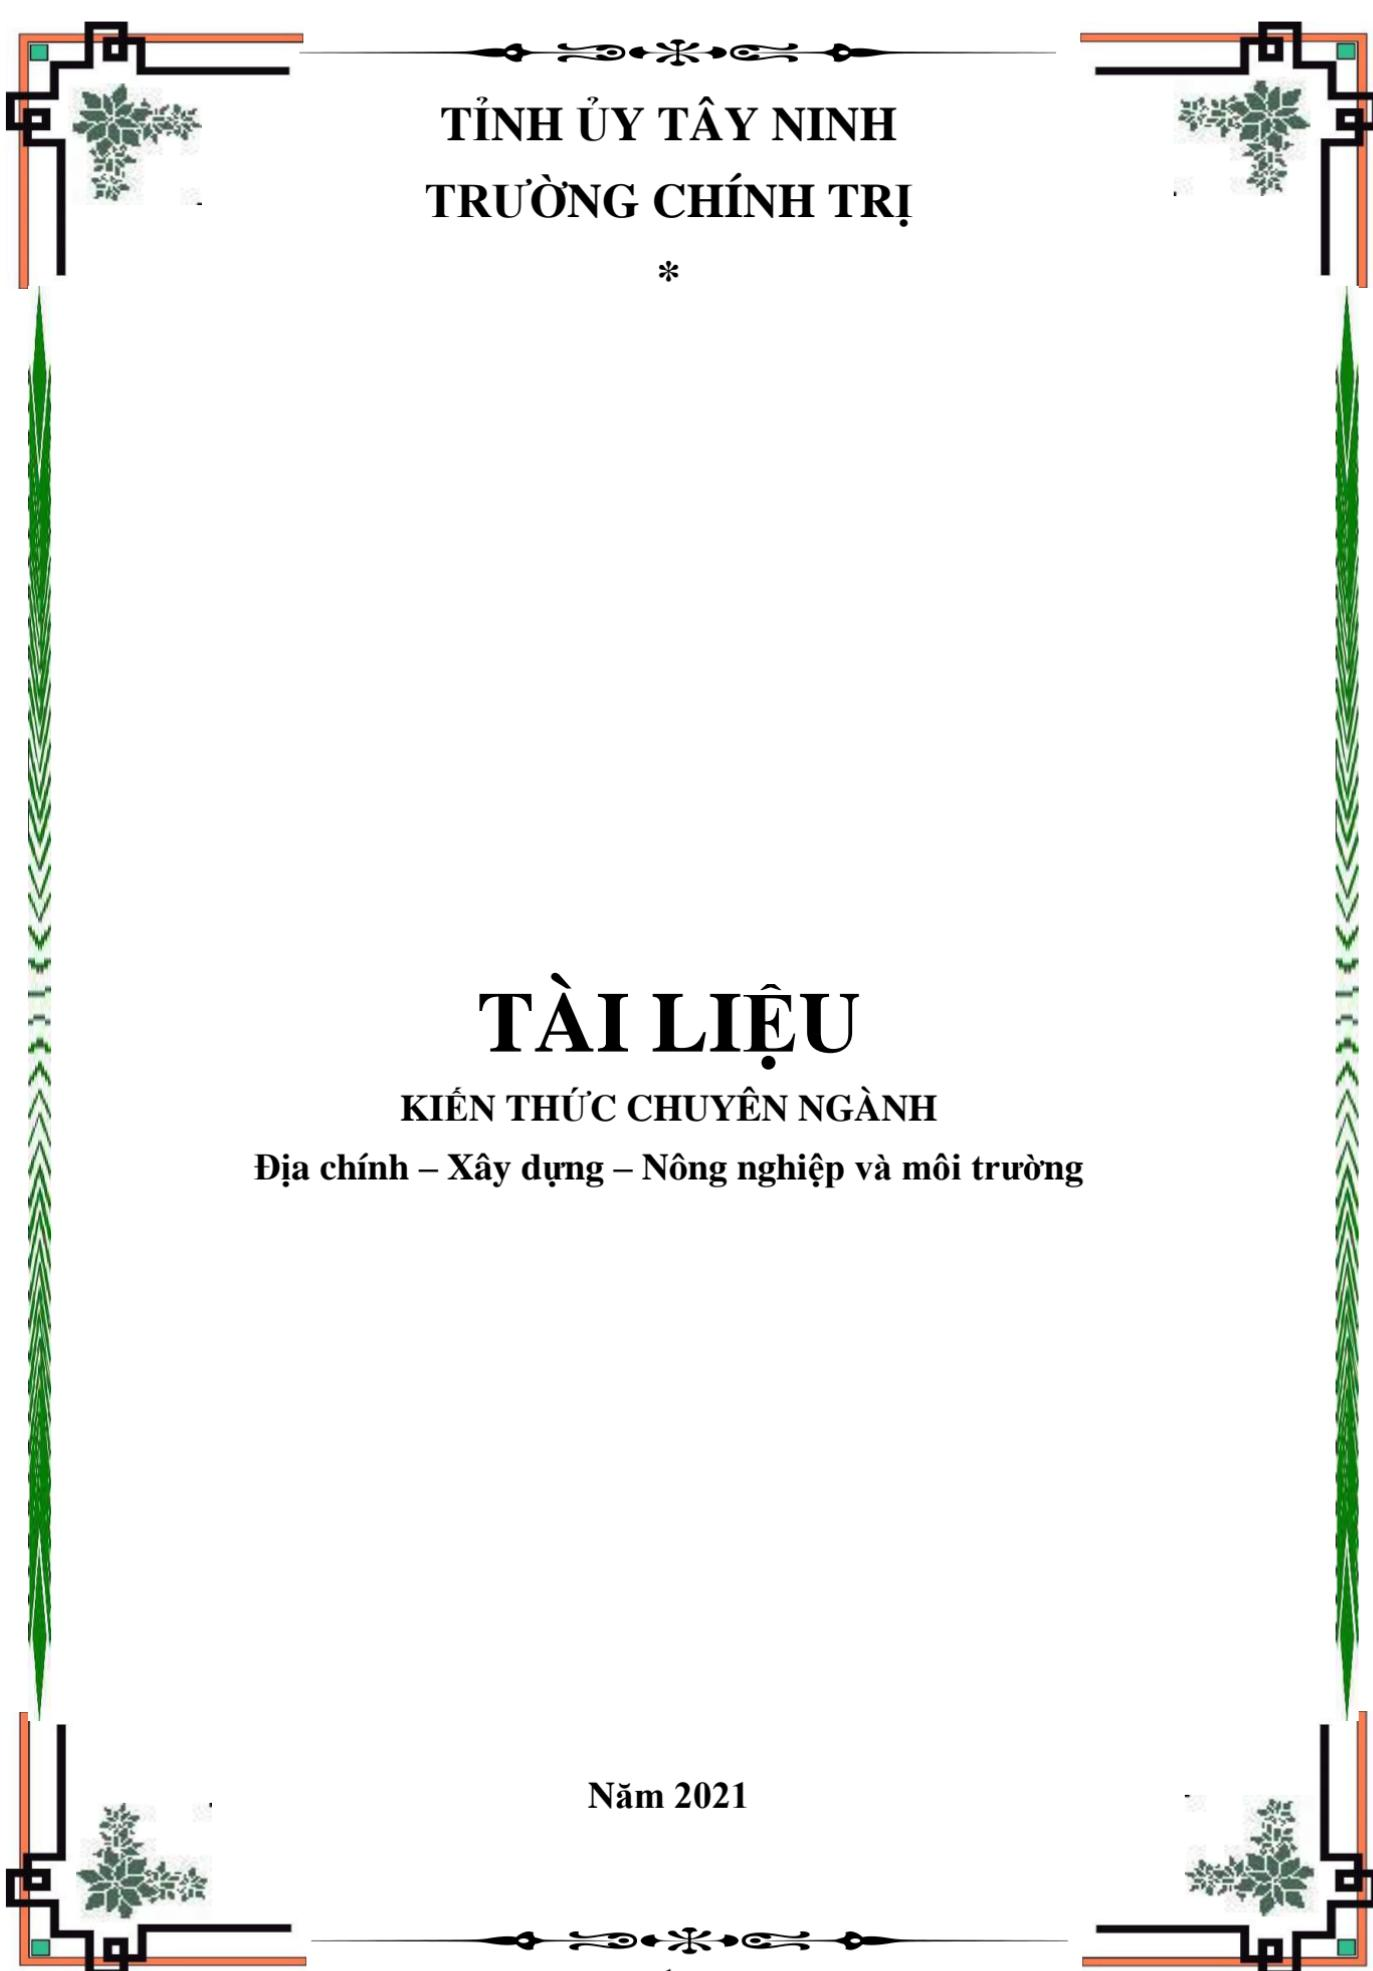 TỈNH ỦY TÂY NINH
TRƯỜNG CHÍNH TRỊ
*
TÀI LIỆU
KIẾN THỨC CHUYÊN NGÀNH
Địa chính – Xây dựng – Nông nghiệp và môi trường
Năm 2021